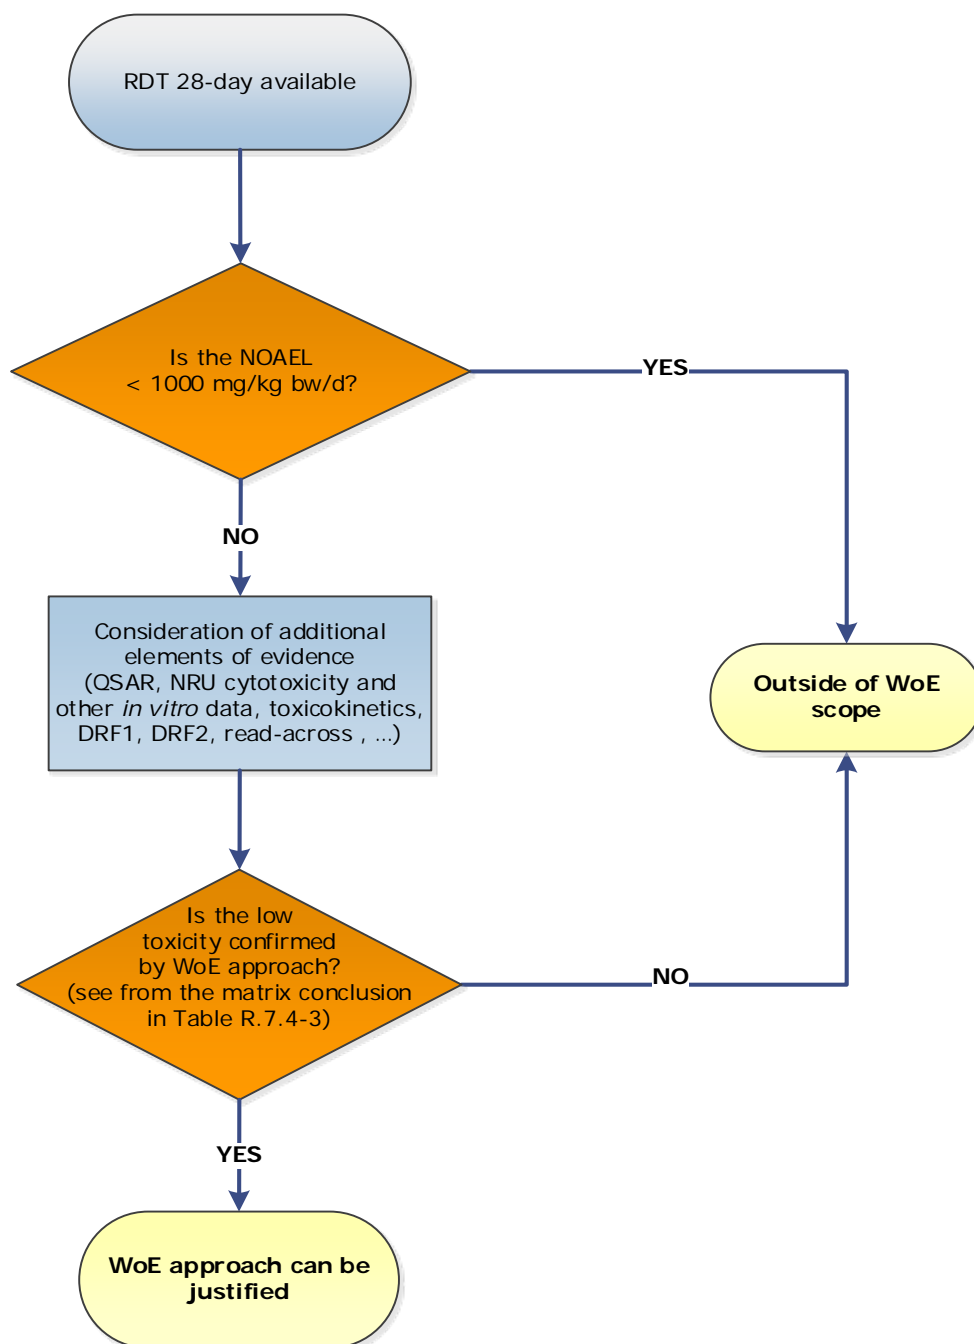 RDT 28-day available
Is the NOAEL
< 1000 mg/kg bw/d?
YES
NO
Consideration of additional
elements of evidence
(QSAR, NRU cytotoxicity and
other in vitro data, toxicokinetics,
DRF1, DRF2, read-across , ...)
Outside of WoE
scope
Is the low
toxicity confirmed
by WoE approach?
(see from the matrix conclusion
in Table R.7.4-3)
NO
YES
WoE approach can be
justified